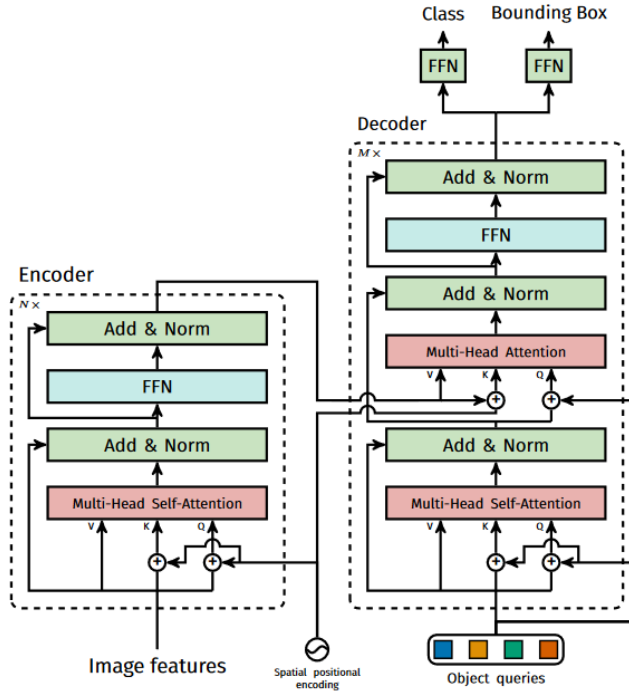 Class
Bounding Box
FFN
FFN
Decoder
M ×
Add & Norm
FFN
Add & Norm
Multi-Head Attention
V
K
Q
Add & Norm
Multi-Head Self-Attention
V
K
Q
Object queries
Encoder
N ×
Add & Norm
FFN
Add & Norm
Multi-Head Self-Attention
V
K
Q
Image features
Spatial positional
encoding